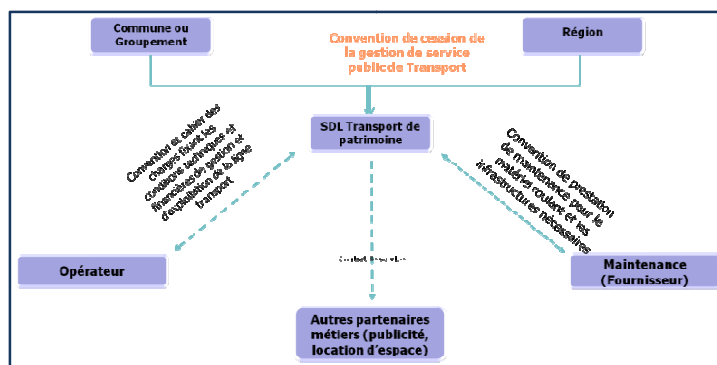 Commune ou
Groupement
Convention de cession de
la gestion de service
public de Transport
Région
SDL Transport de
patrimoine
Convention et cahier des
charges fixant les
conditions techniques et
financières de gestion et
d'exploitation de la ligne
transport
Convention de prestation
de maintenance pour le
matériel roulant et les
infrastructures nécessaires
Opérateur
Maintenance
(Fournisseur)
Autres partenaires
métiers (publicité,
location d'espace)